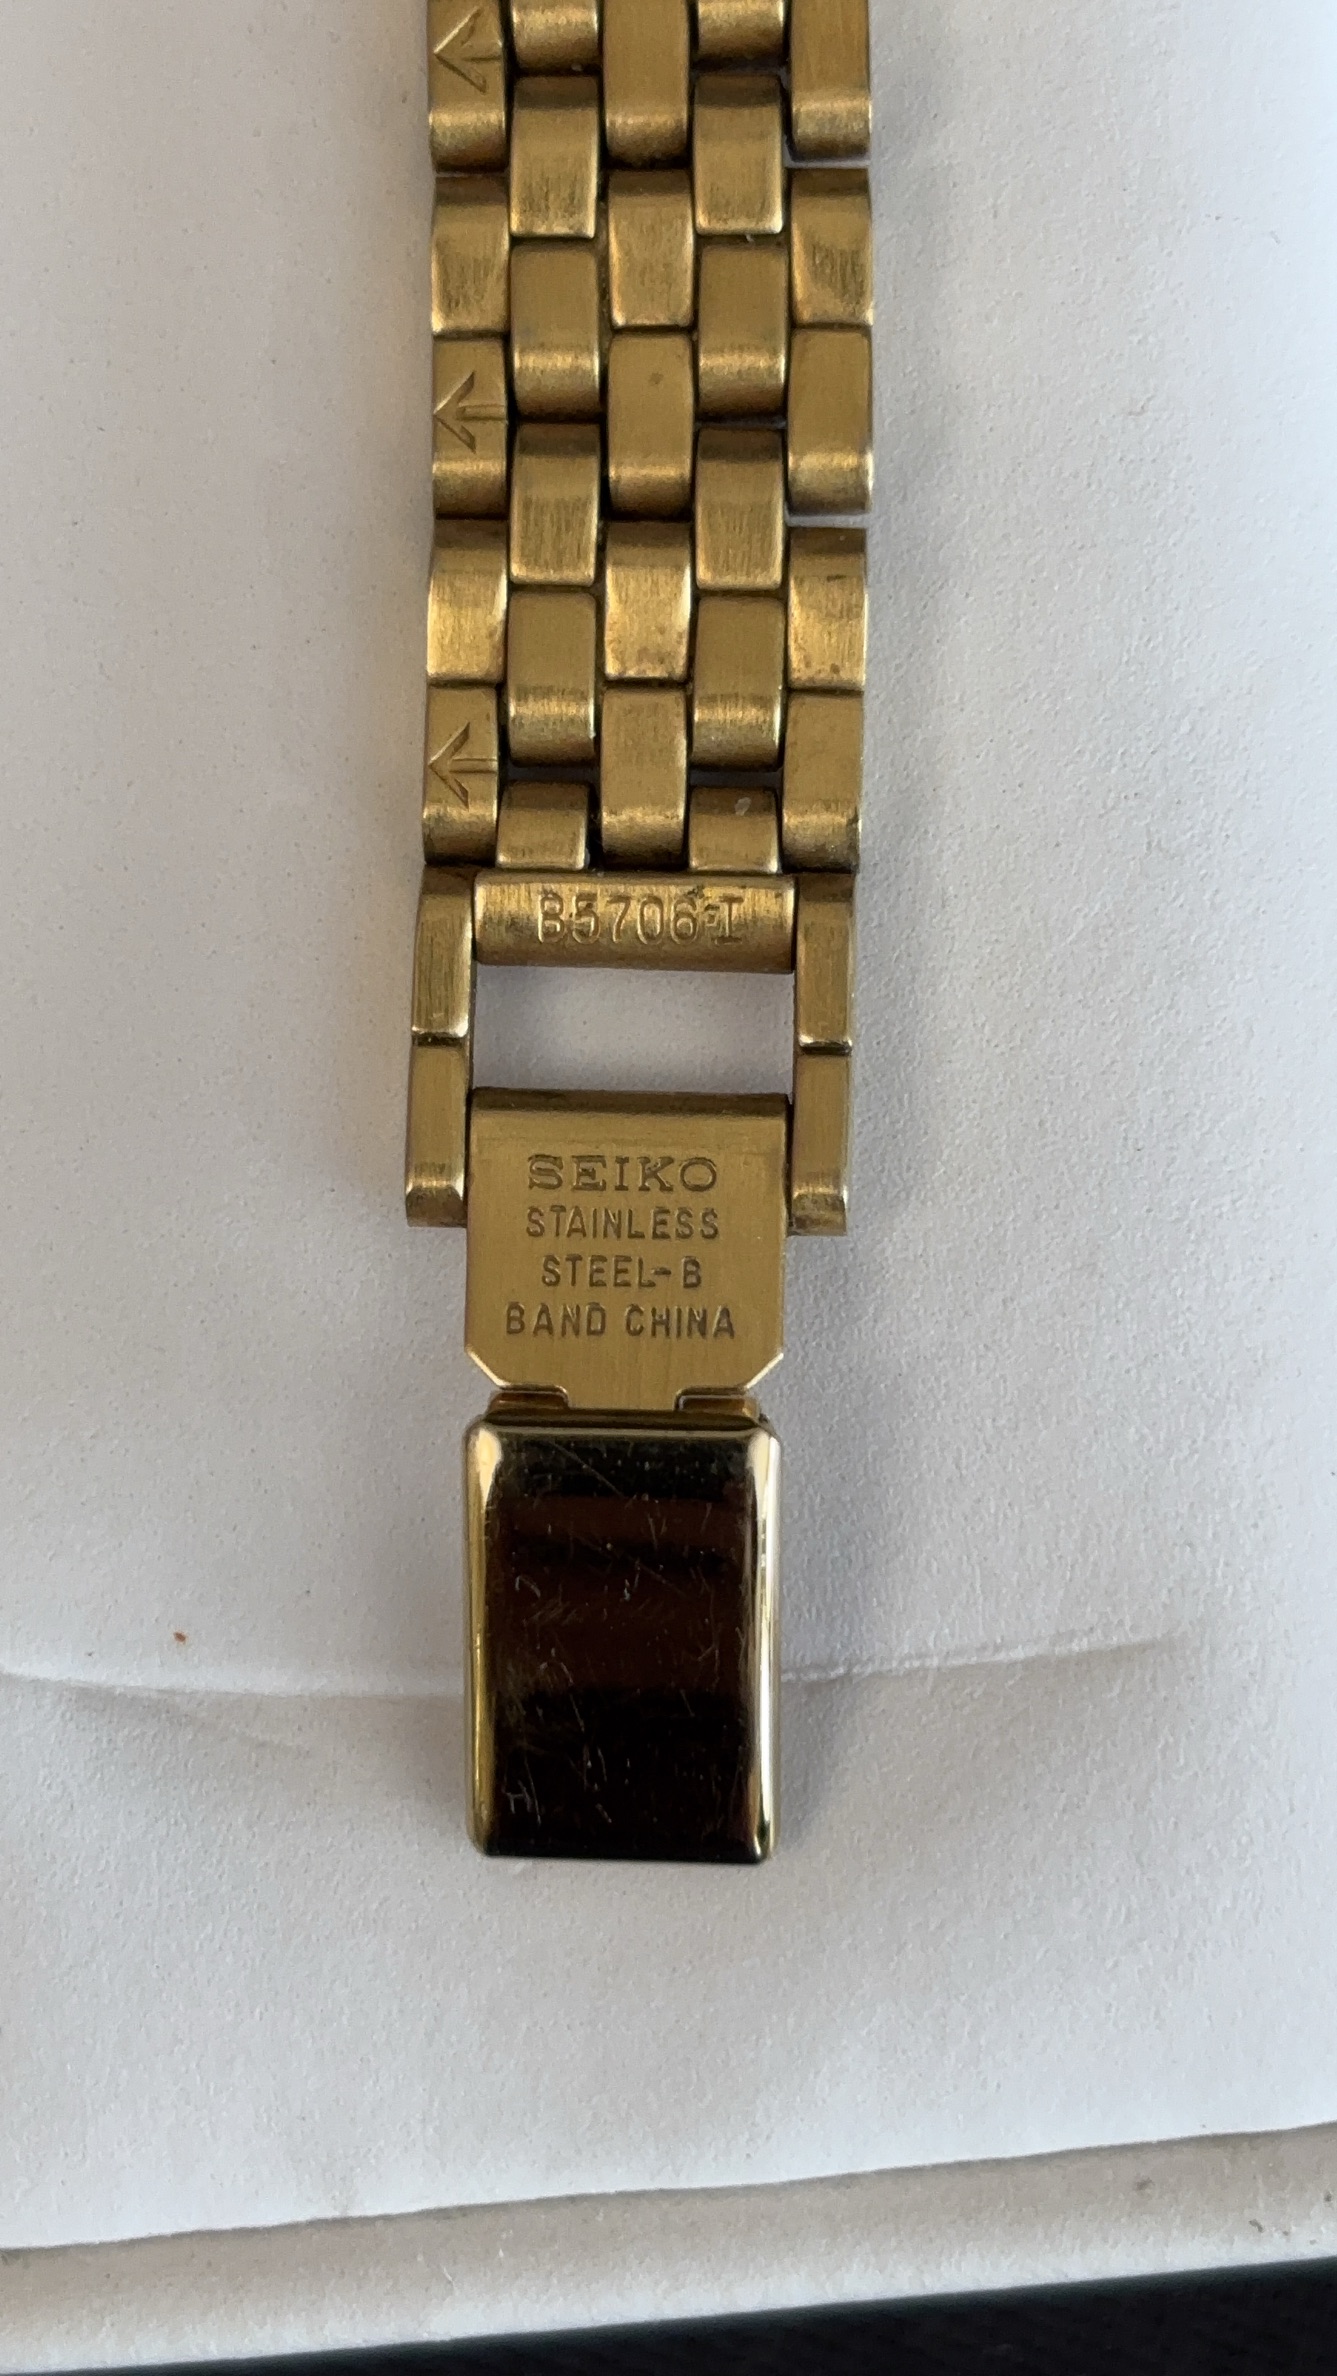 B5706-I
SEIKO
STAINLESS
STEEL-B
BAND CHINA